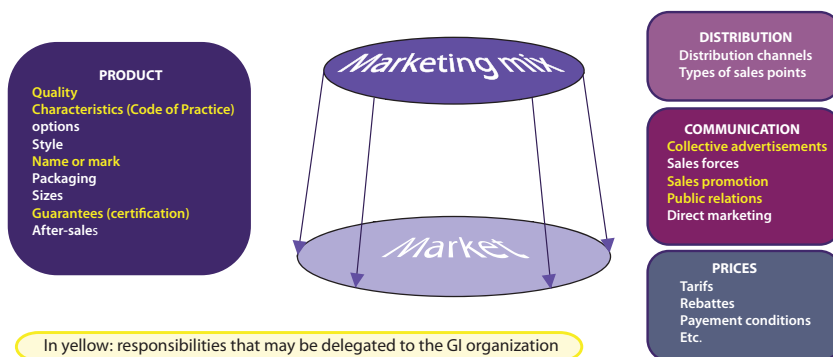 PRODUCT
Quality
Characteristics (Code of Practice)
options
Style
Name or mark
Packaging
Sizes
Guarantees (certification)
After-sales
Marketing mix
Market
DISTRIBUTION
Distribution channels
Types of sales points
COMMUNICATION
Collective advertisements
Sales forces
Sales promotion
Public relations
Direct marketing
PRICES
Tarifs
Rebattes
Payement conditions
Etc.
In yellow: responsibilities that may be delegated to the GI organization